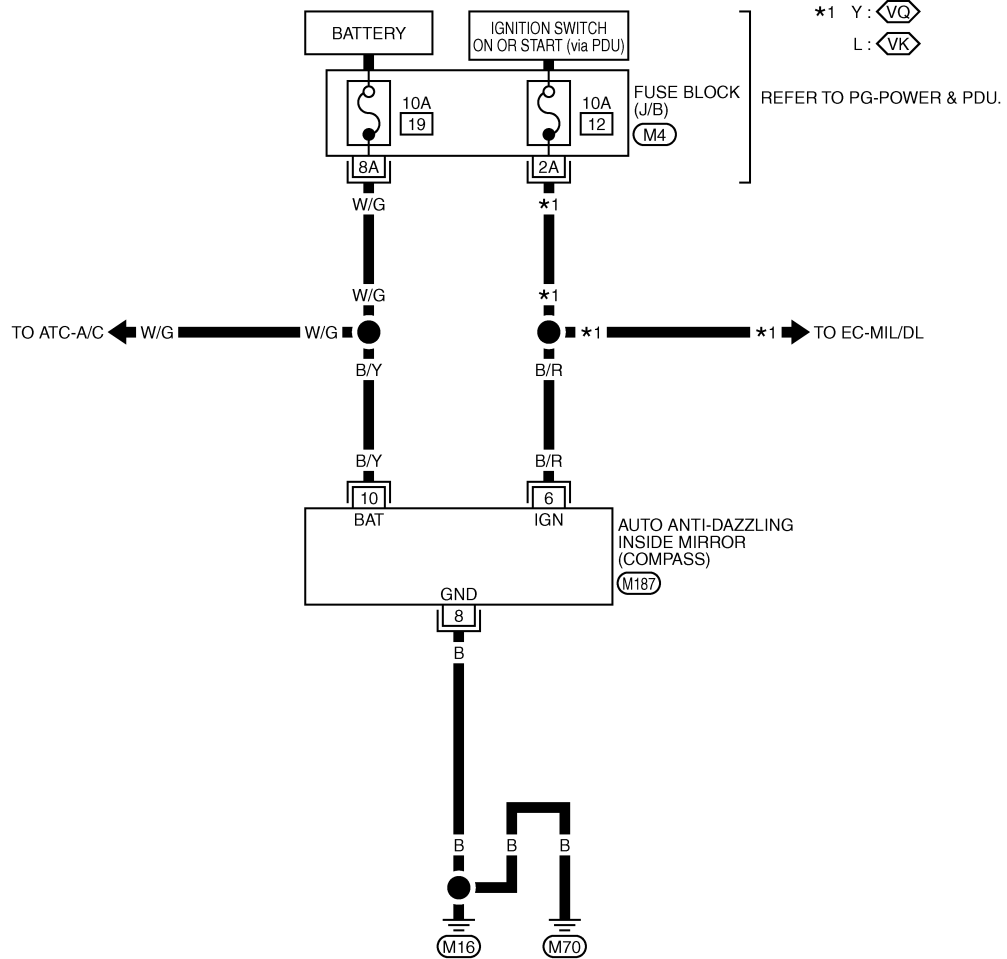 BATTERY
IGNITION SWITCH
ON OR START (via PDU)
★1 Y : VQ
L : VK
10A
19
10A
12
FUSE BLOCK
(J/B)
M4
REFER TO PG-POWER & PDU.
8A
2A
W/G
★1
W/G
★1
TO ATC-A/C
W/G
W/G
★1
★1
TO EC-MIL/DL
B/Y
B/R
B/Y
B/R
10
6
BAT
IGN
AUTO ANTI-DAZZLING
INSIDE MIRROR
(COMPASS)
M187
GND
8
B
B
B
B
M16
M70